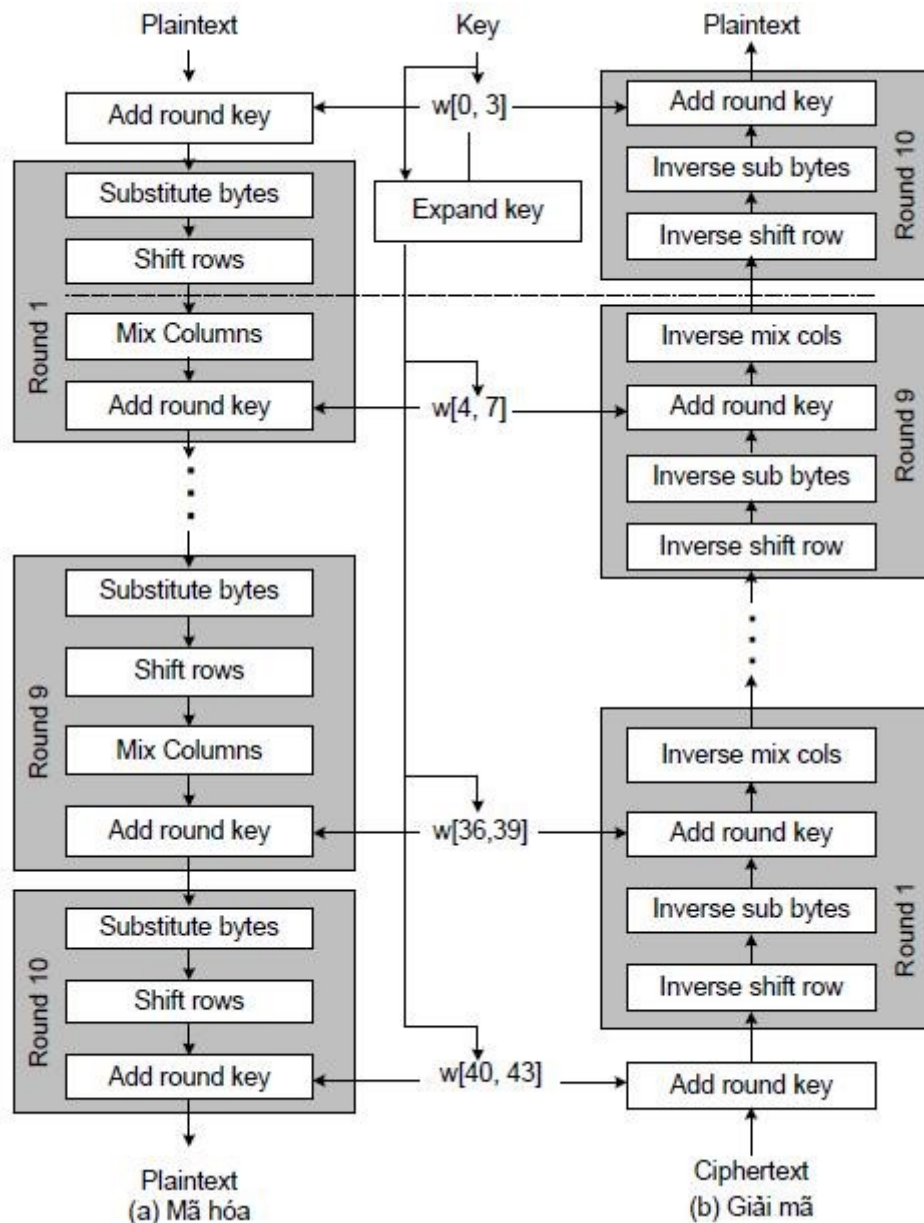 Plaintext
Key
Plaintext
Add round key
w[0, 3]
Add round key
Substitute bytes
Expand key
Inverse sub bytes
Shift rows
Inverse shift row
Round 10
Round 1
Mix Columns
Inverse mix cols
Add round key
w[4, 7]
Add round key
Inverse sub bytes
Inverse shift row
Round 9
Substitute bytes
Shift rows
Mix Columns
Add round key
Round 9
w[36,39]
Inverse mix cols
Add round key
Inverse sub bytes
Inverse shift row
Round 1
Substitute bytes
Shift rows
Add round key
Round 10
w[40, 43]
Add round key
Plaintext
(a) Mã hóa
Ciphertext
(b) Giải mã